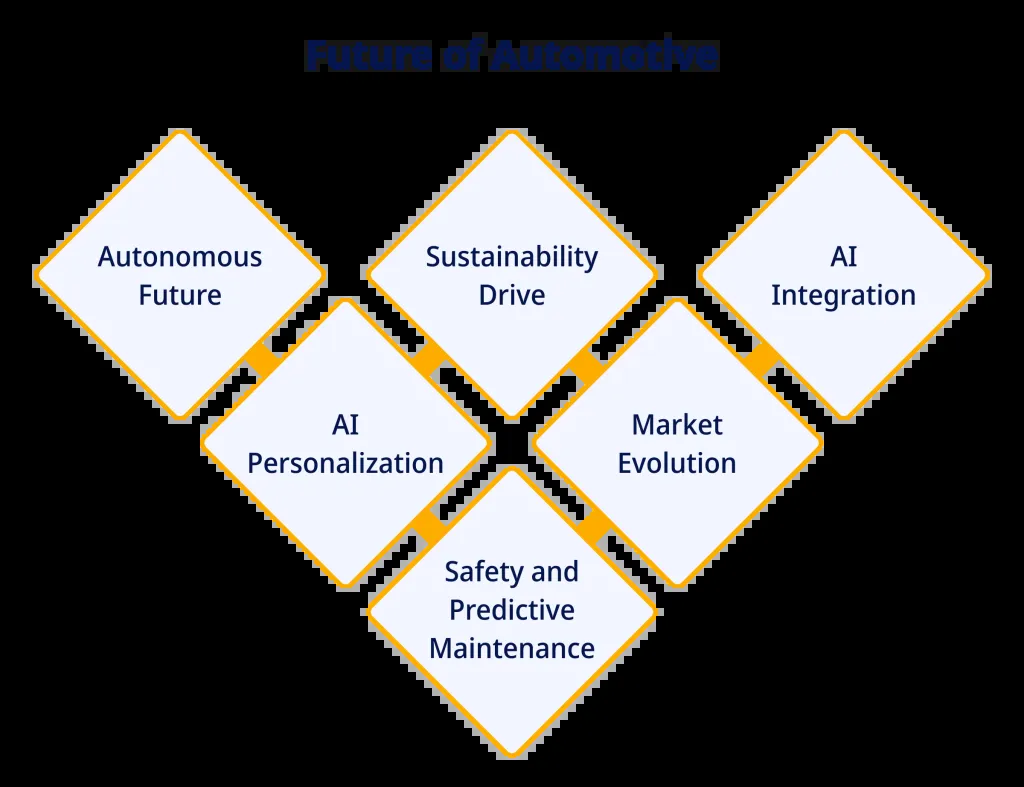 Future of Automotive
Autonomous
Future
Sustainability
Drive
AI
Integration
AI
Personalization
Market
Evolution
Safety and
Predictive
Maintenance